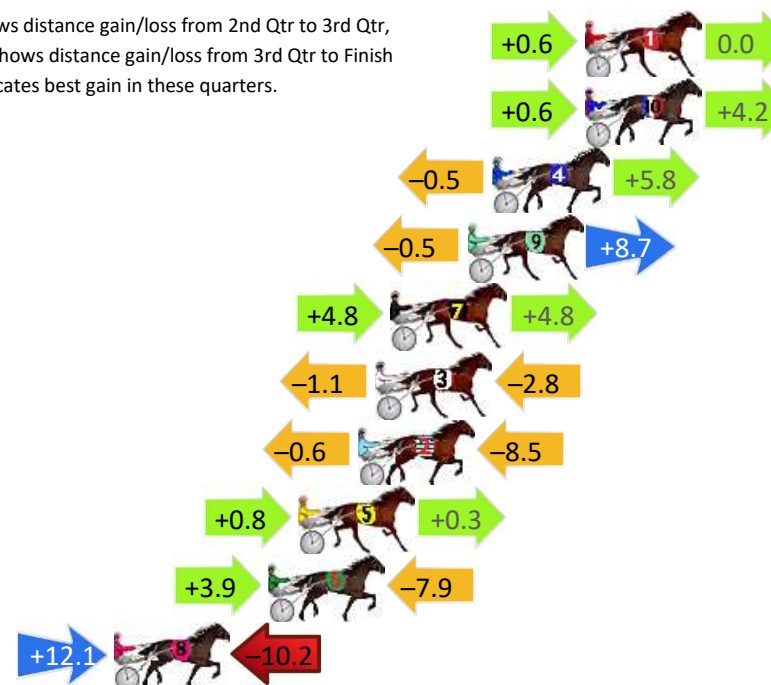 ws distance gain/loss from 2nd Qtr to 3rd Qtr,
hows distance gain/loss from 3rd Qtr to Finish
cates best gain in these quarters.
+0.6 1 0.0
+0.6 10 +4.2
–0.5 4 +5.8
–0.5 9 +8.7
+4.8 7 +4.8
–1.1 3 –2.8
–0.6 2 –8.5
+0.8 5 +0.3
+3.9 6 –7.9
+12.1 8 –10.2